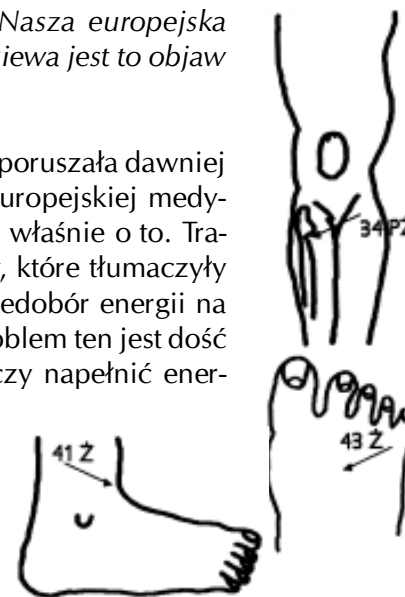 Nasza europejska
iewa jest to objaw
poruszała dawniej
uropejskiej medy-
właśnie o to. Tra-
, które tłumaczyły
edobór energii na
oblem ten jest dość
czy napełnić ener-
34 PŻ
41 Ż
43 Ż